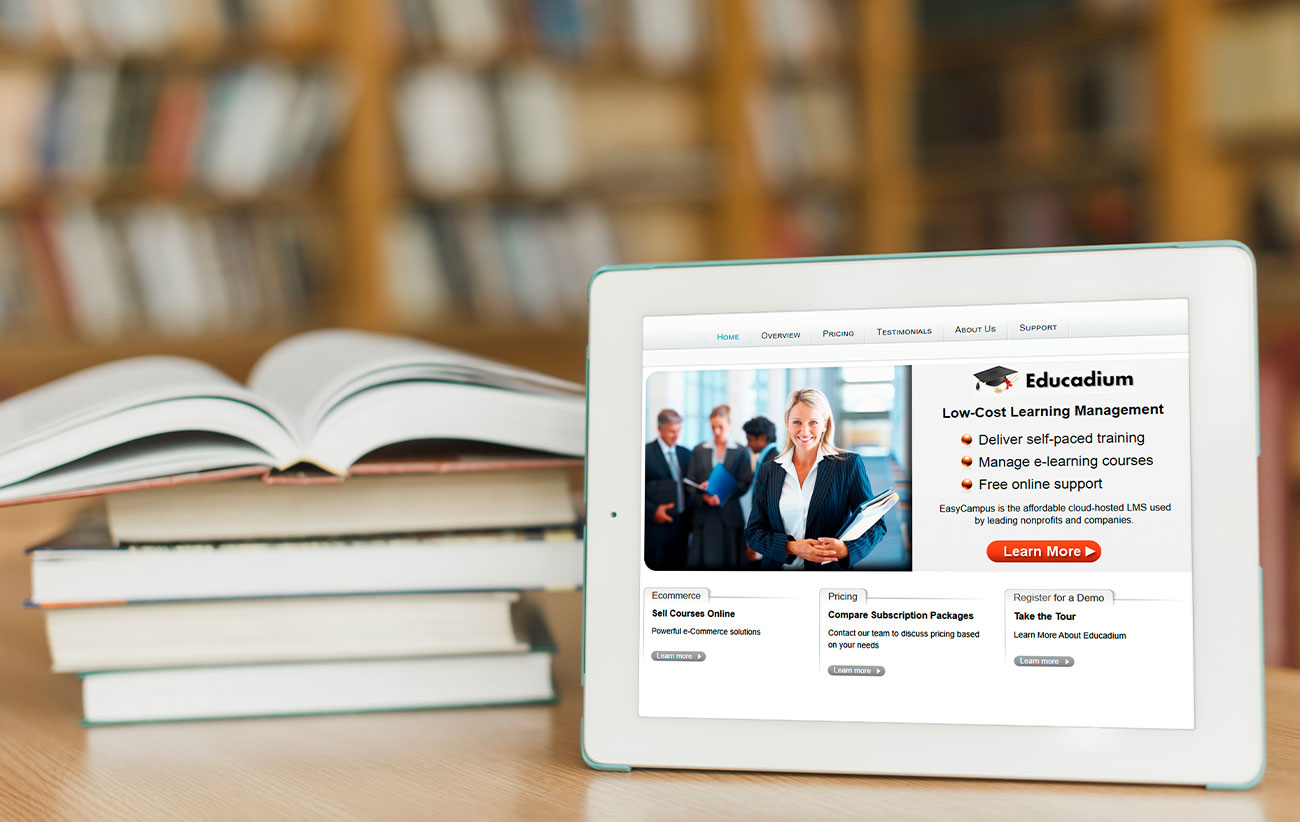 Home Overview Pricing Testimonials About Us Support
Educadium
Low-Cost Learning Management
Deliver self-paced training
Manage e-learning courses
Free online support
EasyCampus is the affordable cloud-hosted LMS used
by leading nonprofits and companies.
Learn More
Ecommerce
Sell Courses Online
Powerful e-Commerce solutions
Learn more
Pricing
Compare Subscription Packages
Contact our team to discuss pricing based
on your needs
Learn more
Register for a Demo
Take the Tour
Learn More About Educadium
Learn more